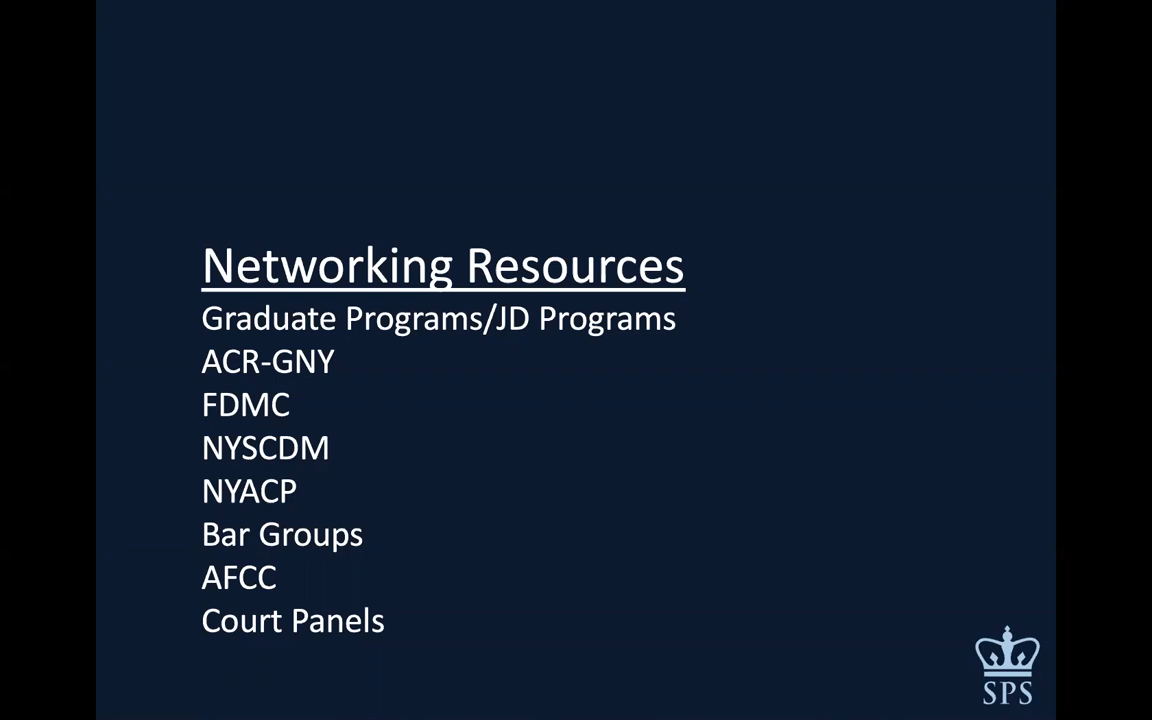 Networking Resources
Graduate Programs/JD Programs
ACR-GNY
FDMC
NYSCDM
NYACP
Bar Groups
AFCC
Court Panels
SPS